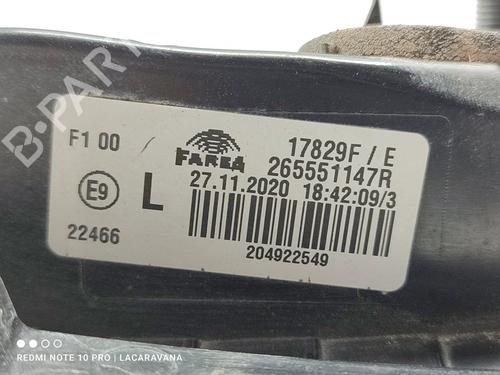 B-PARTS
F1 00
FARBA
17829F / E
265551147R
E9
L
27.11.2020 18:42:09/3
22466
204922549
REDMI NOTE 10 PRO | LACARAVANA